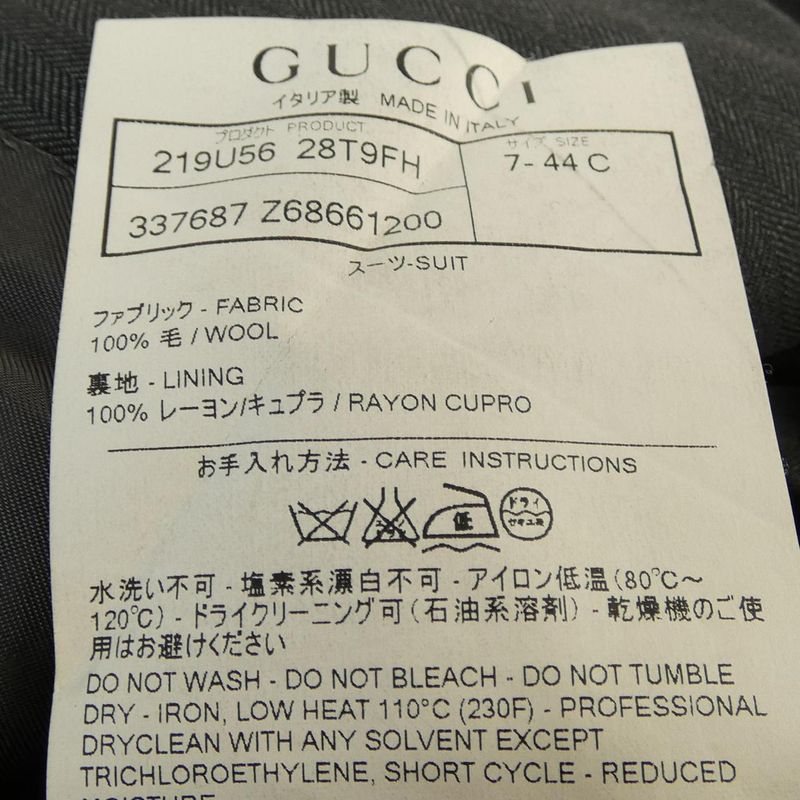 GUCCI
イタリア製 MADE IN ITALY
プロダクト PRODUCT
サイズ SIZE
219U56 28T9FH
7- 44 C
337687 Z68661200
スーツ-SUIT
ファブリック - FABRIC
100% 毛 / WOOL
裏地 - LINING
100% レーヨン/キュプラ / RAYON CUPRO
お手入れ方法 - CARE INSTRUCTIONS
低 ドライ
セキユ系
水洗い不可 - 塩素系漂白不可 - アイロン低温(80℃～
120℃) - ドライクリーニング可(石油系溶剤) - 乾燥機のご使
用はお避けください
DO NOT WASH - DO NOT BLEACH - DO NOT TUMBLE
DRY - IRON, LOW HEAT 110°C (230F) - PROFESSIONAL
DRYCLEAN WITH ANY SOLVENT EXCEPT
TRICHLOROETHYLENE, SHORT CYCLE - REDUCED
MOISTURE